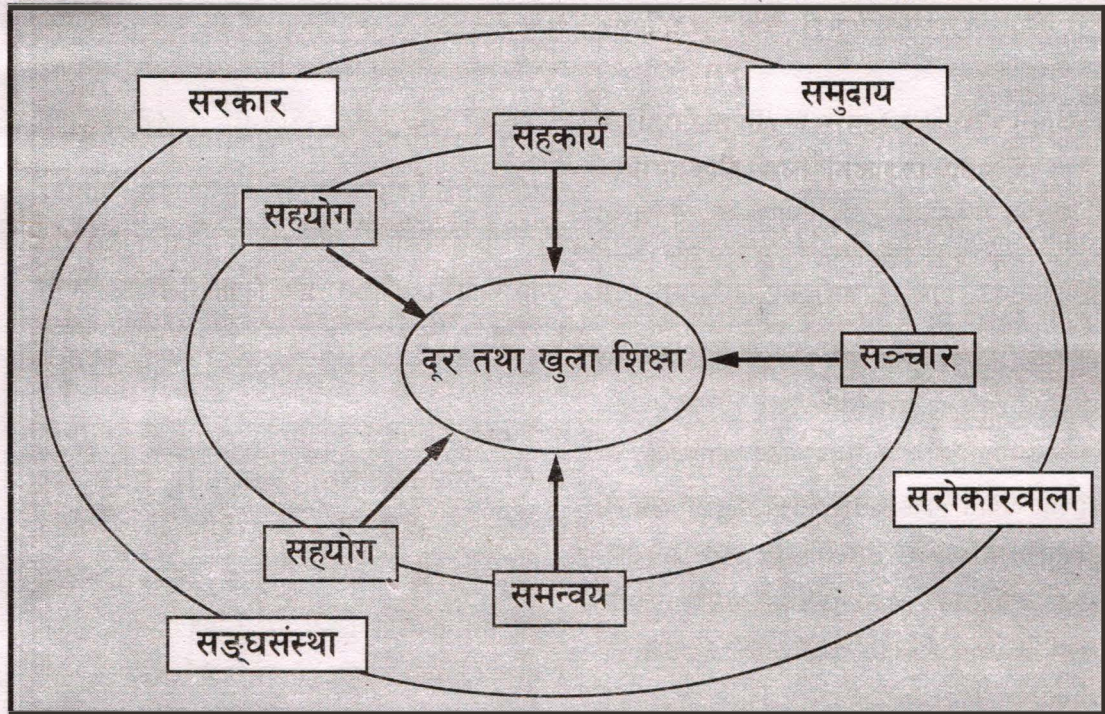 सरकार
समुदाय
सहकार्य
सहयोग
दूर तथा खुला शिक्षा
सञ्चार
सरोकारवाला
सहयोग
समन्वय
सङ्घसंस्था